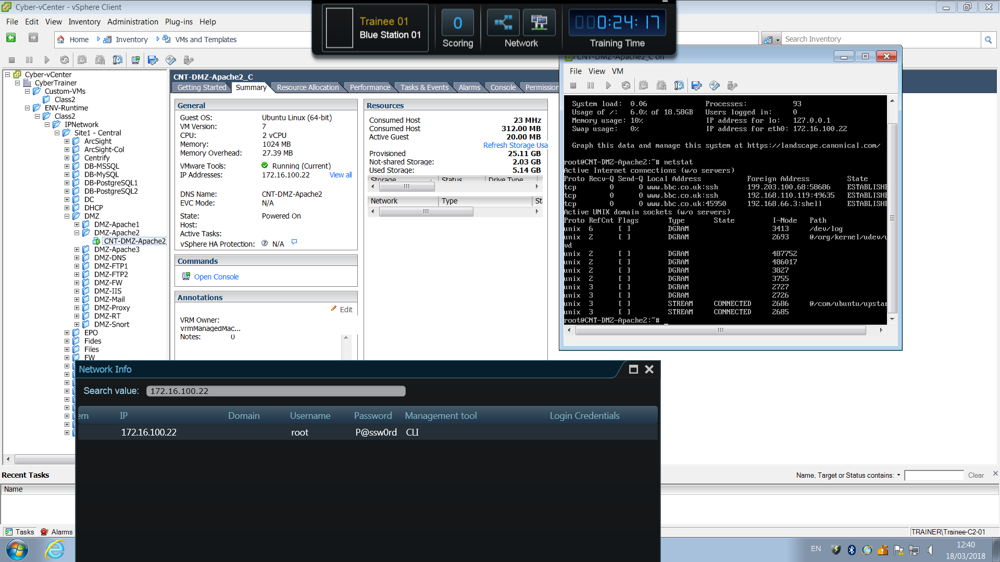 Cyber-vCenter - vSphere Client
File Edit View Inventory Administration Plug-ins Help
Home Inventory VMs and Templates
Search Inventory
Trainee 01
Blue Station 01
0
Scoring
Network
000:24:17
Training Time
Cyber-vCenter
CyberTrainer
Custom-VMs
Class2
ENV-Runtime
Class2
IPNetwork
Site1 - Central
ArcSight
ArcSight-Col
Centrify
DB-MSSQL
DB-MySQL
DB-PostgreSQL1
DB-PostgreSQL2
DC
DHCP
DMZ
DMZ-Apache1
DMZ-Apache2
CNT-DMZ-Apache2_
DMZ-Apache3
DMZ-DNS
DMZ-FTP1
DMZ-FTP2
DMZ-FW
DMZ-IIS
DMZ-Mail
DMZ-Proxy
DMZ-RT
DMZ-Snort
EPO
Fides
Files
FW
CNT-DMZ-Apache2_C
Getting Started Summary Resource Allocation Performance Tasks & Events Alarms Console Permission
General
Guest OS: Ubuntu Linux (64-bit)
VM Version: 7
CPU: 2 vCPU
Memory: 1024 MB
Memory Overhead: 27.39 MB
VMware Tools: Running (Current)
IP Addresses: 172.16.100.22 View all
DNS Name: CNT-DMZ-Apache2
EVC Mode: N/A
State: Powered On
Host:
Active Tasks:
vSphere HA Protection: N/A
Commands
Open Console
Annotations
Edit
VRM Owner:
vrmManagedMac...
Notes: 0
Resources
Consumed Host 23 MHz
Consumed Host 312.00 MB
Active Guest 20.00 MB
Refresh Storage Usa
Provisioned 25.11 GB
Not-shared Storage: 2.03 GB
Used Storage: 5.14 GB
Storage Status Drive Type
Network Type St
CNT-DMZ-Apache2_C on
File View VM
System load: 0.06 Processes: 93
Usage of /: 6.0% of 18.58GB Users logged in: 0
Memory usage: 10% IP address for lo: 127.0.0.1
Swap usage: 0% IP address for eth0: 172.16.100.22
Graph this data and manage this system at https://landscape.canonical.com/
root@CNT-DMZ-Apache2:~# netstat
Active Internet connections (w/o servers)
Proto Recv-Q Send-Q Local Address Foreign Address State
tcp 0 0 www.bbc.co.uk:ssh 199.203.100.68:58686 ESTABLISHE
tcp 0 0 www.bbc.co.uk:ssh 192.168.110.119:49635 ESTABLISHE
tcp 0 0 www.bbc.co.uk:45950 192.168.66.3:shell ESTABLISHE
Active UNIX domain sockets (w/o servers)
Proto RefCnt Flags Type State I-Node Path
unix 6 [ ] DGRAM 3413 /dev/log
unix 2 [ ] DGRAM 2693 @/org/kernel/udev/u
vd
unix 2 [ ] DGRAM 487752
unix 2 [ ] DGRAM 486017
unix 2 [ ] DGRAM 3827
unix 2 [ ] DGRAM 3755
unix 3 [ ] DGRAM 2727
unix 3 [ ] DGRAM 2726
unix 3 [ ] STREAM CONNECTED 2686 @/com/ubuntu/upstar
unix 3 [ ] STREAM CONNECTED 2685
root@CNT-DMZ-Apache2:~# _
Network Info
Search value: 172.16.100.22
em IP Domain Username Password Management tool Login Credentials
172.16.100.22 root P@ssw0rd CLI
Recent Tasks
Name, Target or Status contains: Clear
Name
Tasks Alarms
TRAINER\Trainee-C2-01
EN
12:40
18/03/2018